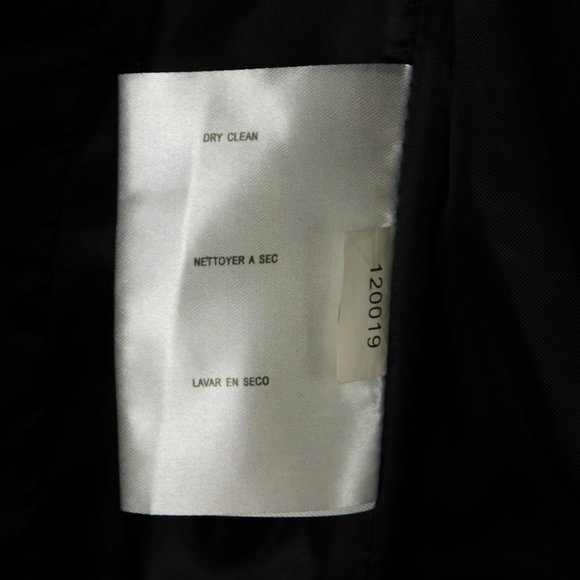 DRY CLEAN
NETTOYER A SEC
120019
LAVAR EN SECO